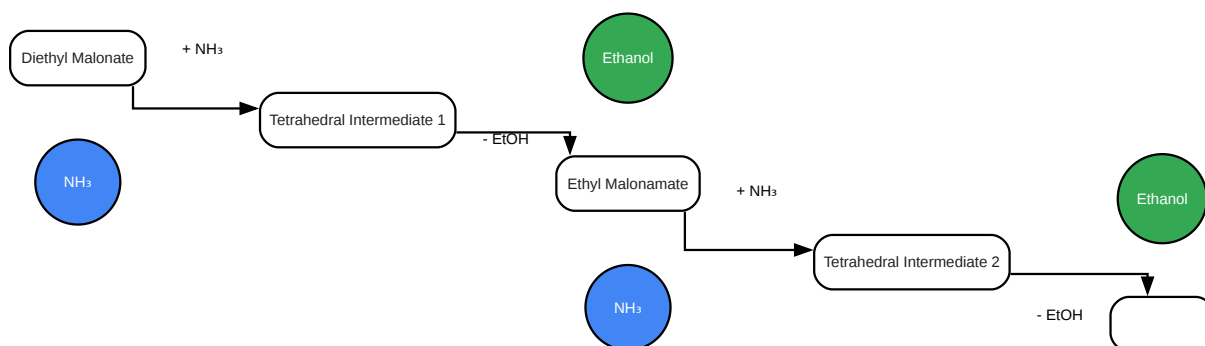 Diethyl Malonate
+ NH₃
NH₃
Tetrahedral Intermediate 1
- EtOH
Ethanol
Ethyl Malonamate
+ NH₃
NH₃
Tetrahedral Intermediate 2
- EtOH
Ethanol